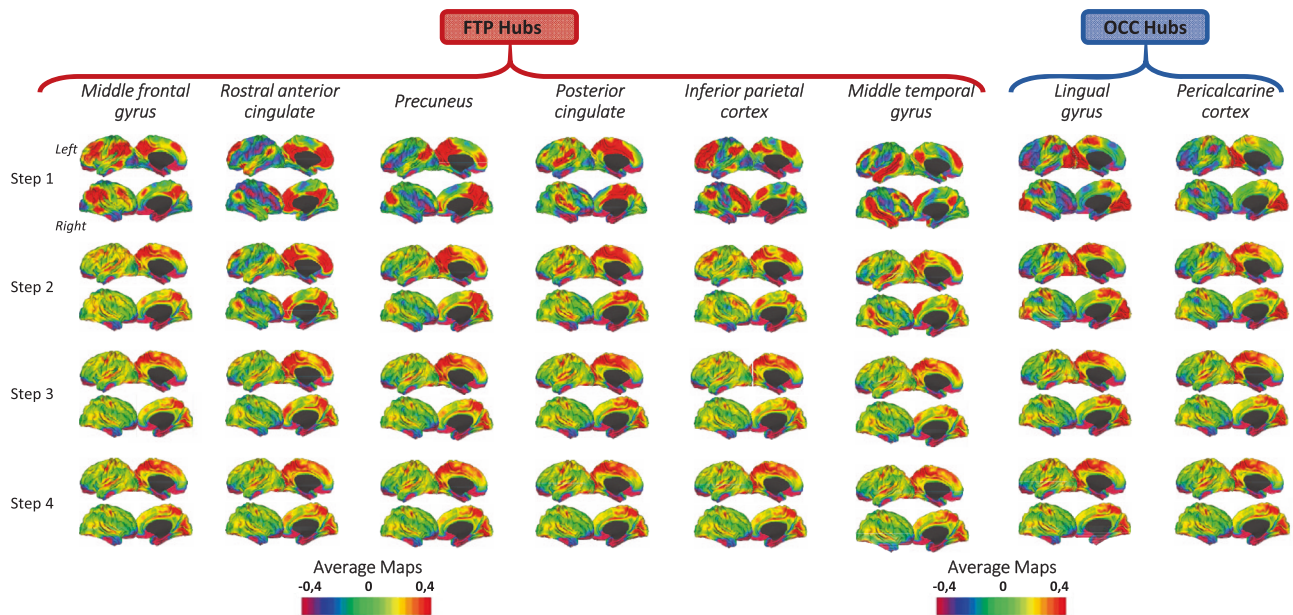 FTP Hubs
OCC Hubs
Middle frontal
gyrus
Rostral anterior
cingulate
Precuneus
Posterior
cingulate
Inferior parietal
cortex
Middle temporal
gyrus
Lingual
gyrus
Pericalcarine
cortex
Left
Step 1
Right
Step 2
Step 3
Step 4
Average Maps
-0,4 0 0,4
Average Maps
-0,4 0 0,4